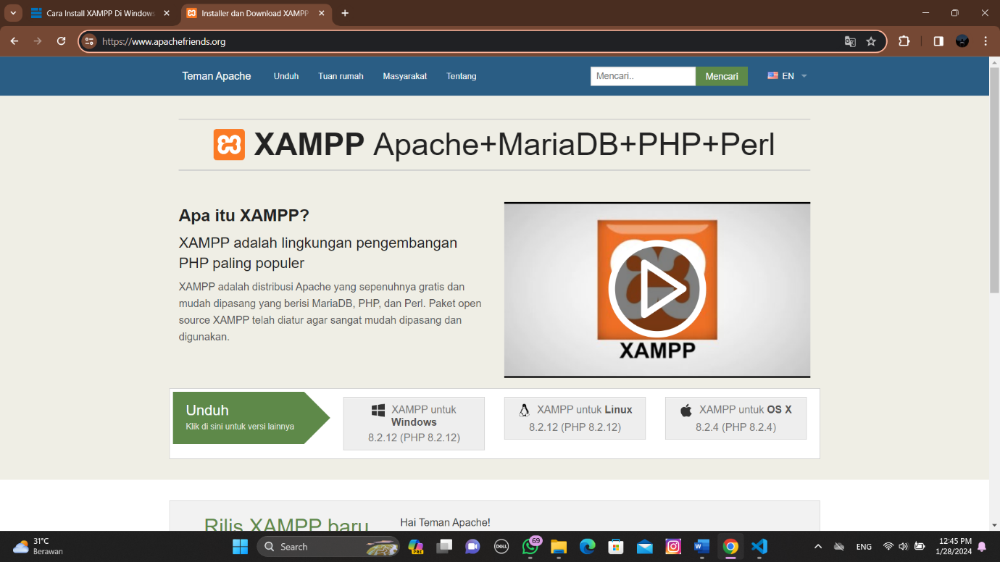 Cara Install XAMPP Di Windows
Installer dan Download XAMPP
https://www.apachefriends.org
Teman Apache
Unduh
Tuan rumah
Masyarakat
Tentang
Mencari..
Mencari
EN
XAMPP Apache+MariaDB+PHP+Perl
Apa itu XAMPP?
XAMPP adalah lingkungan pengembangan
PHP paling populer
XAMPP adalah distribusi Apache yang sepenuhnya gratis dan
mudah dipasang yang berisi MariaDB, PHP, dan Perl. Paket open
source XAMPP telah diatur agar sangat mudah dipasang dan
digunakan.
XAMPP
Unduh
Klik di sini untuk versi lainnya
XAMPP untuk
Windows
8.2.12 (PHP 8.2.12)
XAMPP untuk Linux
8.2.12 (PHP 8.2.12)
XAMPP untuk OS X
8.2.4 (PHP 8.2.4)
Rilis XAMPP baru
Hai Teman Apache!
31°C
Berawan
Search
PRE
DELL
69
W
ENG
12:45 PM
1/28/2024